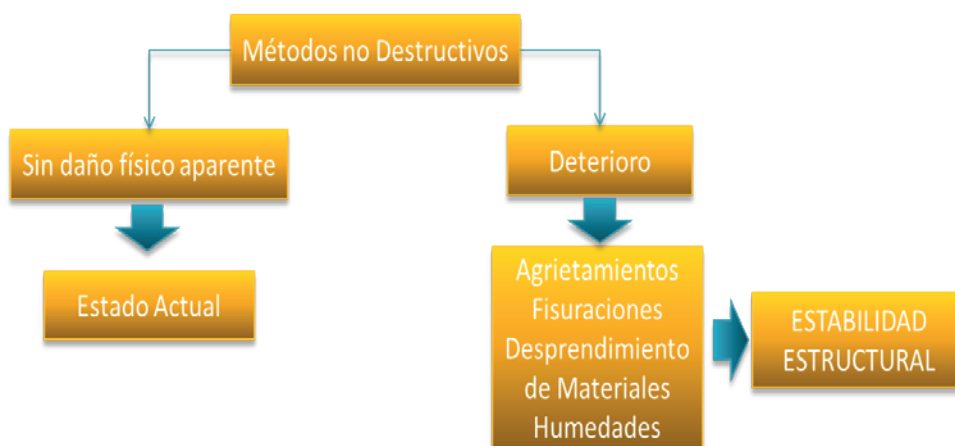 Métodos no Destructivos
Sin daño físico aparente
Deterioro
Estado Actual
Agrietamientos
Fisuraciones
Desprendimiento
de Materiales
Humedades
ESTABILIDAD
ESTRUCTURAL